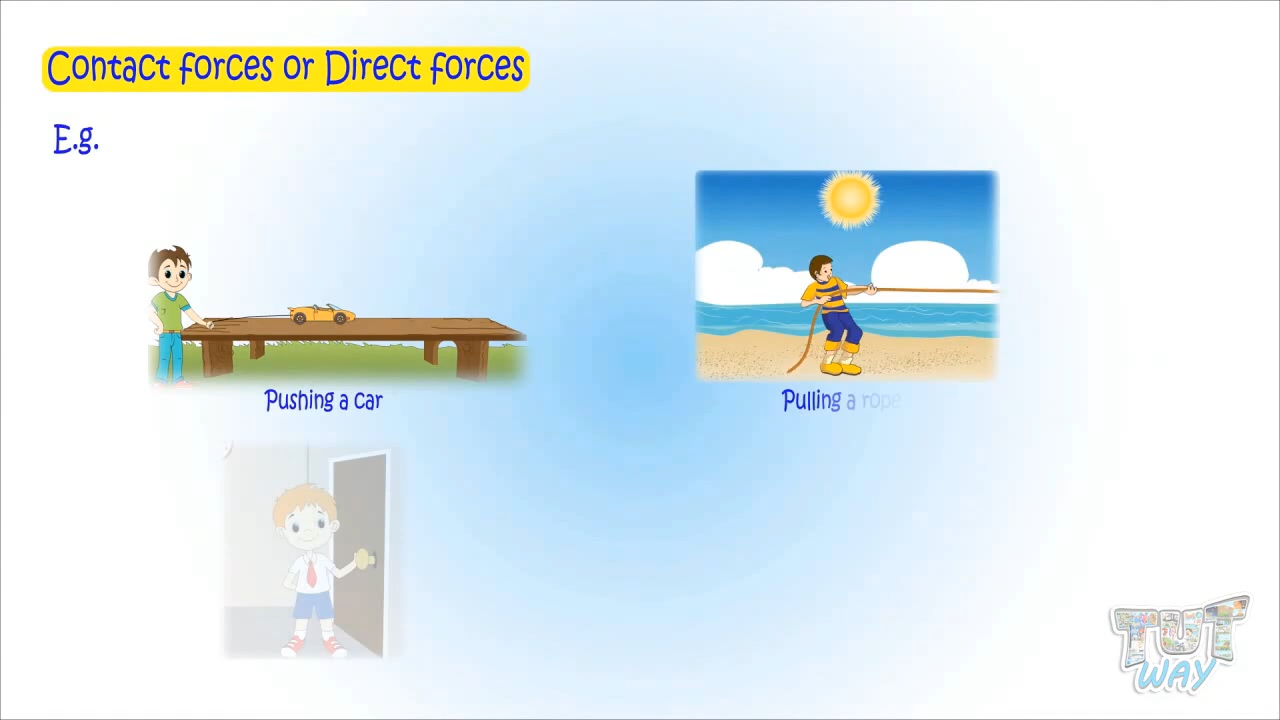 Contact forces or Direct forces
E.g.
Pushing a car
Pulling a rope
TUT
WAY